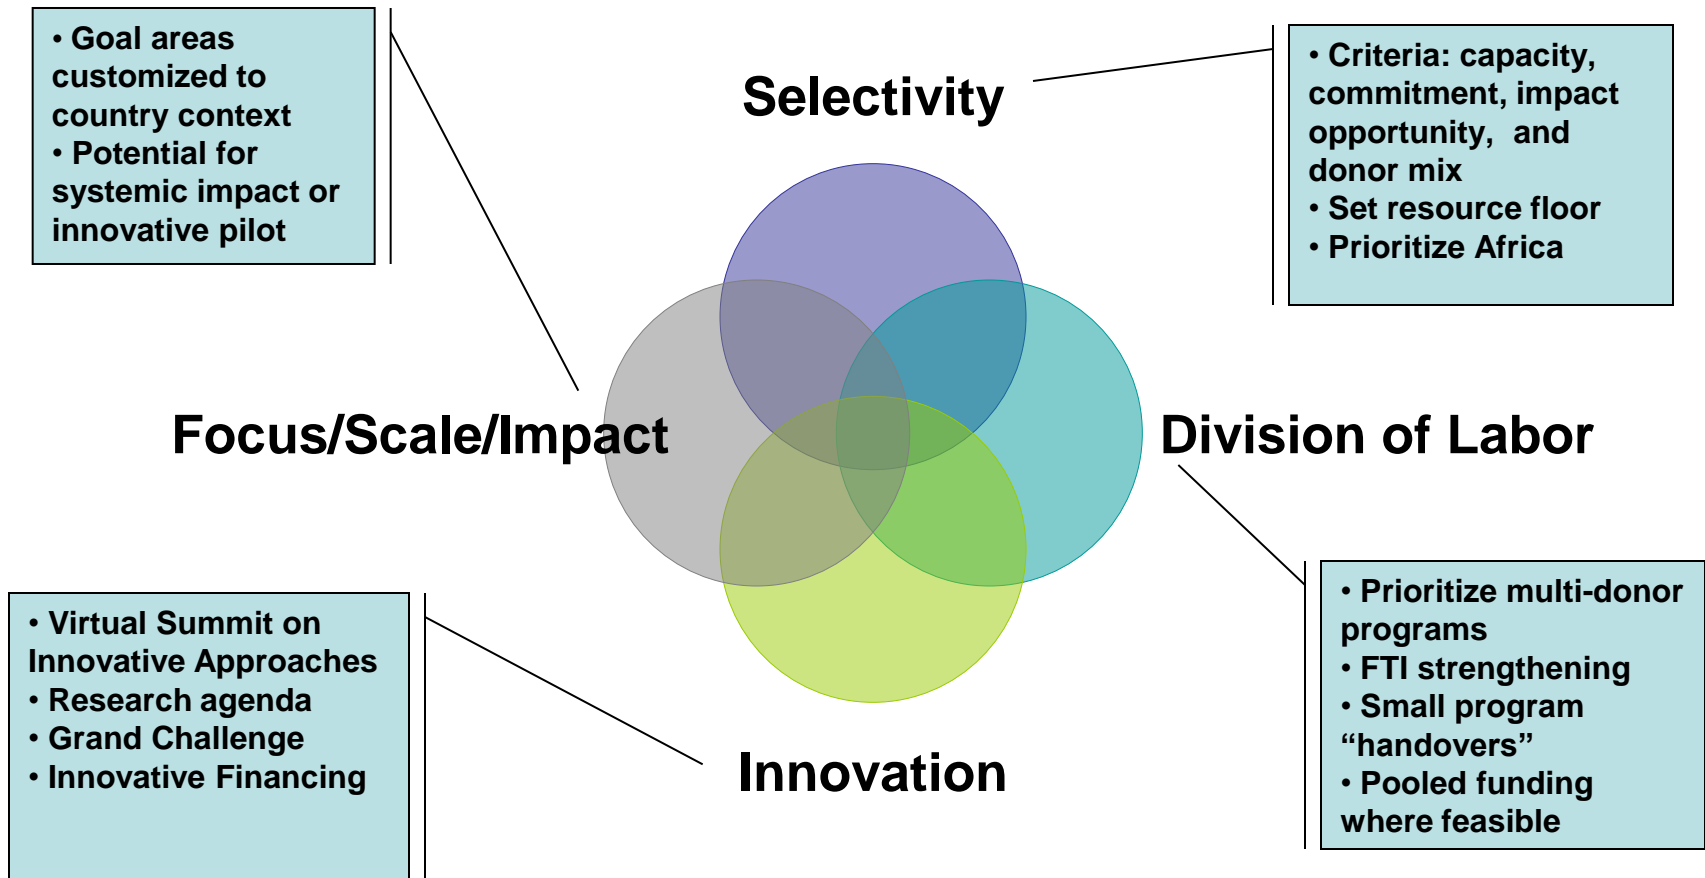 • Goal areas
customized to
country context
• Potential for
systemic impact or
innovative pilot
Selectivity
• Criteria: capacity,
commitment, impact
opportunity, and
donor mix
• Set resource floor
• Prioritize Africa
Focus/Scale/Impact
Division of Labor
• Virtual Summit on
Innovative Approaches
• Research agenda
• Grand Challenge
• Innovative Financing
Innovation
• Prioritize multi-donor
programs
• FTI strengthening
• Small program
“handovers”
• Pooled funding
where feasible